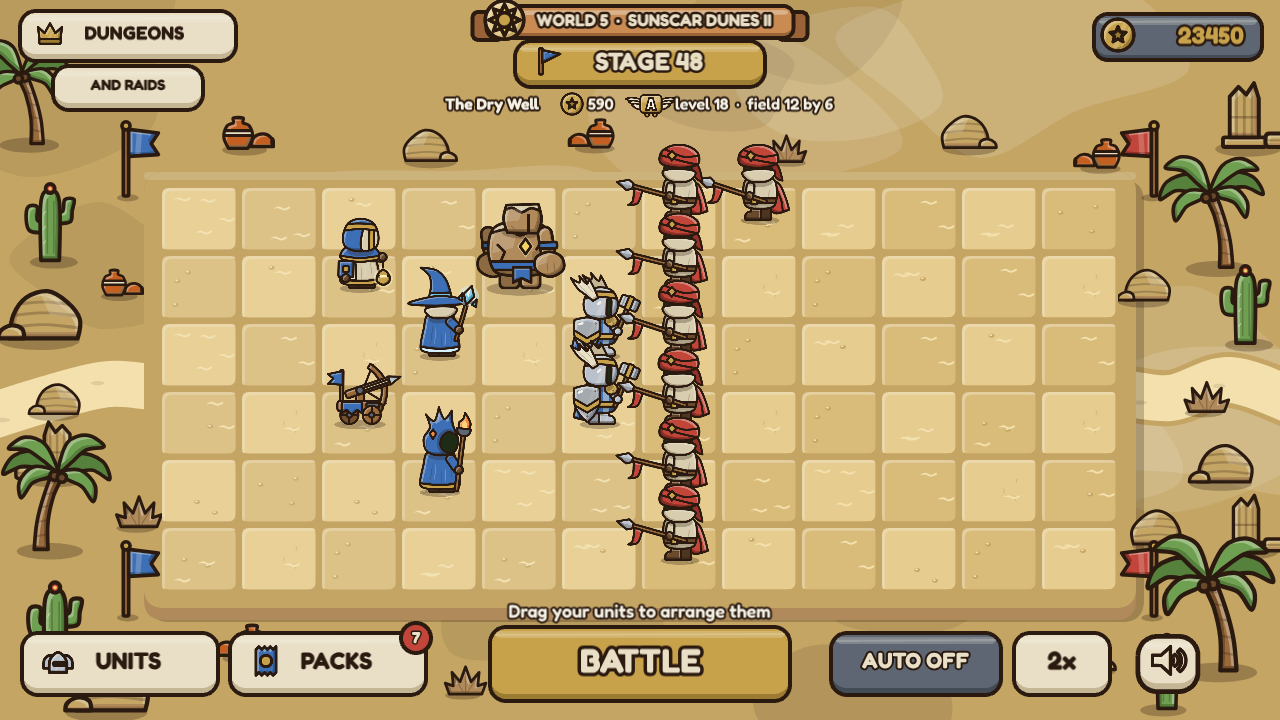 DUNGEONS
AND RAIDS
WORLD 5 · SUNSCAR DUNES II
STAGE 48
The Dry Well 590 A level 18 · field 12 by 6
23450
Drag your units to arrange them
UNITS
PACKS
7
BATTLE
AUTO OFF
2x